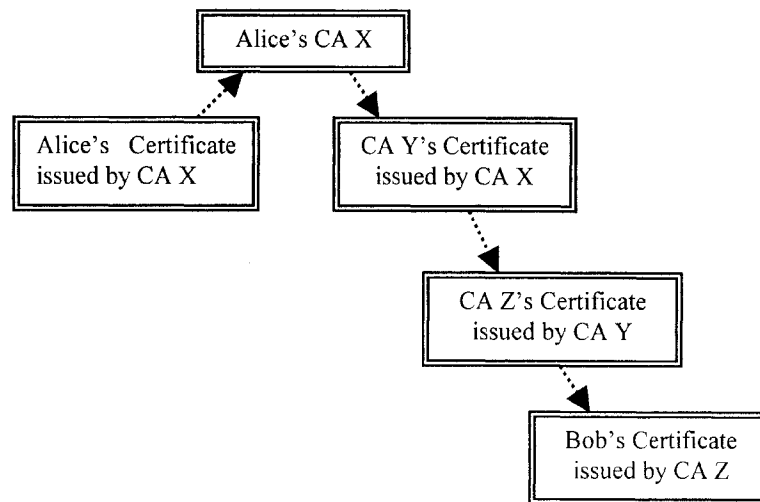 Alice's CA X
Alice's Certificate
issued by CA X
CA Y's Certificate
issued by CA X
CA Z's Certificate
issued by CA Y
Bob's Certificate
issued by CA Z